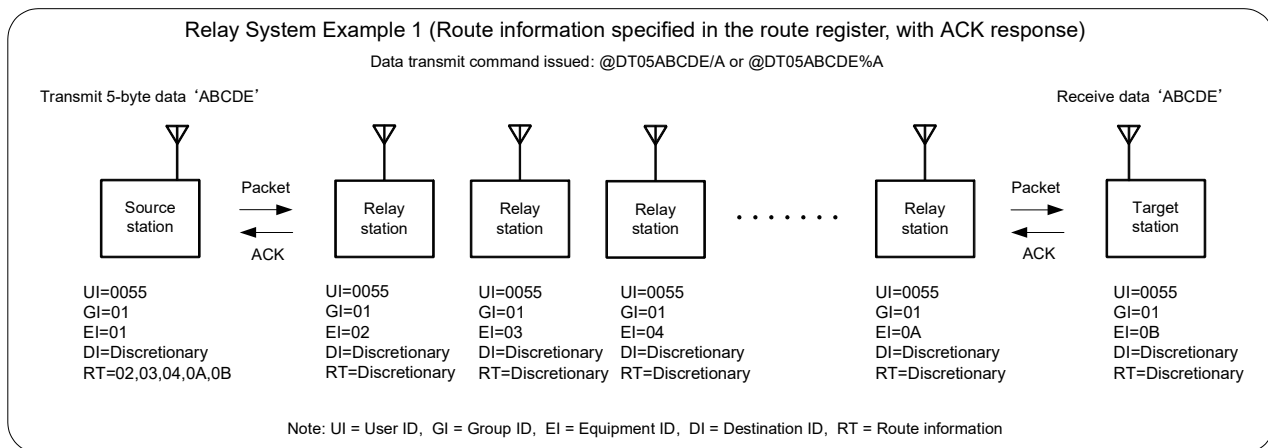 Relay System Example 1 (Route information specified in the route register, with ACK response)
Data transmit command issued: @DT05ABCDE/A or @DT05ABCDE%A
Transmit 5-byte data ‘ABCDE’
Receive data ‘ABCDE’
Source
station
Packet
ACK
Relay
station
Relay
station
Relay
station
Relay
station
Packet
ACK
Target
station
UI=0055
GI=01
EI=01
DI=Discretionary
RT=02,03,04,0A,0B
UI=0055
GI=01
EI=02
DI=Discretionary
RT=Discretionary
UI=0055
GI=01
EI=03
DI=Discretionary
RT=Discretionary
UI=0055
GI=01
EI=04
DI=Discretionary
RT=Discretionary
UI=0055
GI=01
EI=0A
DI=Discretionary
RT=Discretionary
UI=0055
GI=01
EI=0B
DI=Discretionary
RT=Discretionary
Note: UI = User ID, GI = Group ID, EI = Equipment ID, DI = Destination ID, RT = Route information